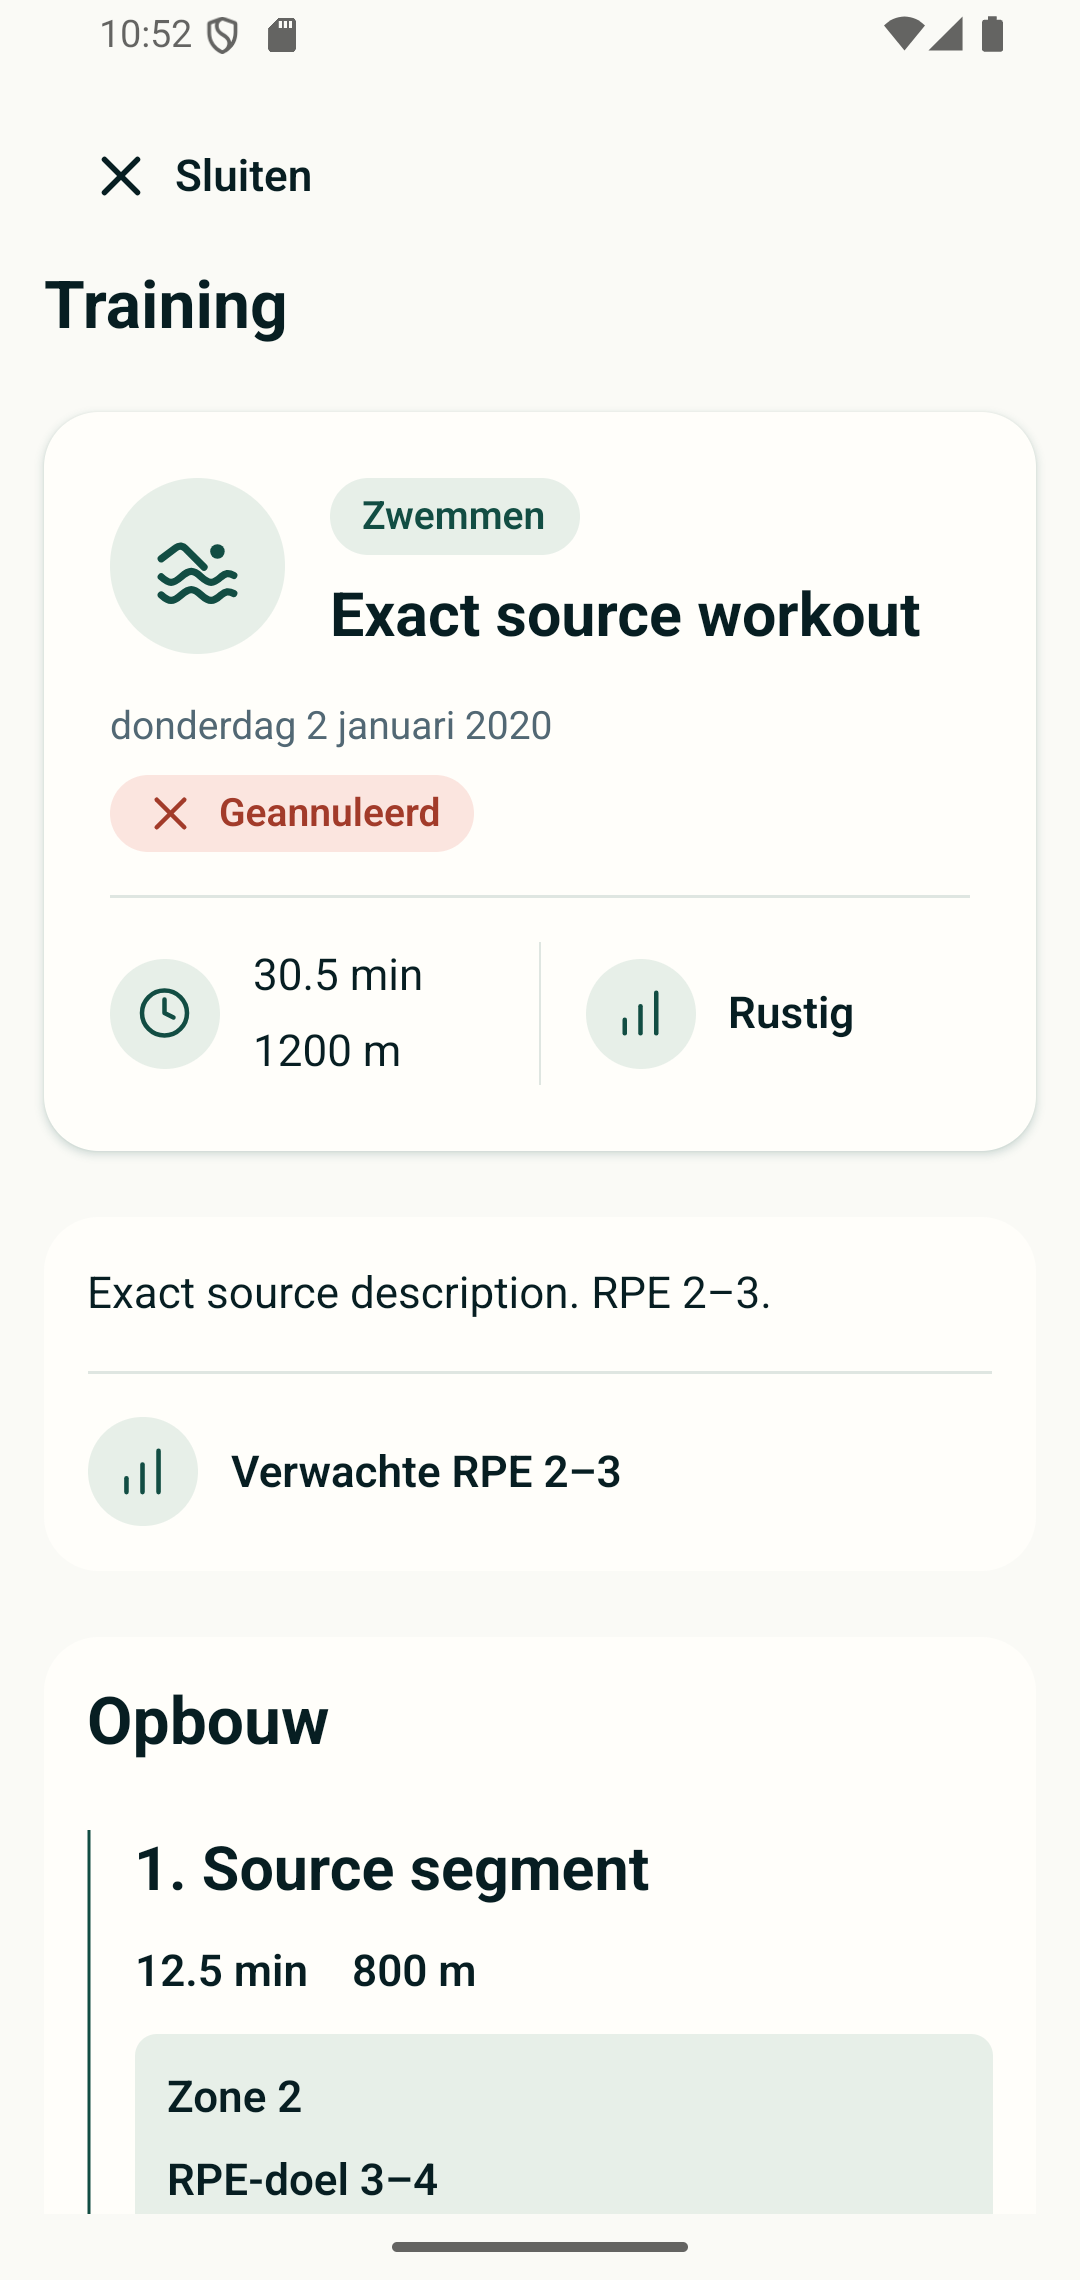 10:52
Sluiten
Training
Zwemmen
Exact source workout
donderdag 2 januari 2020
Geannuleerd
30.5 min
1200 m
Rustig
Exact source description. RPE 2–3.
Verwachte RPE 2–3
Opbouw
1. Source segment
12.5 min 800 m
Zone 2
RPE-doel 3–4